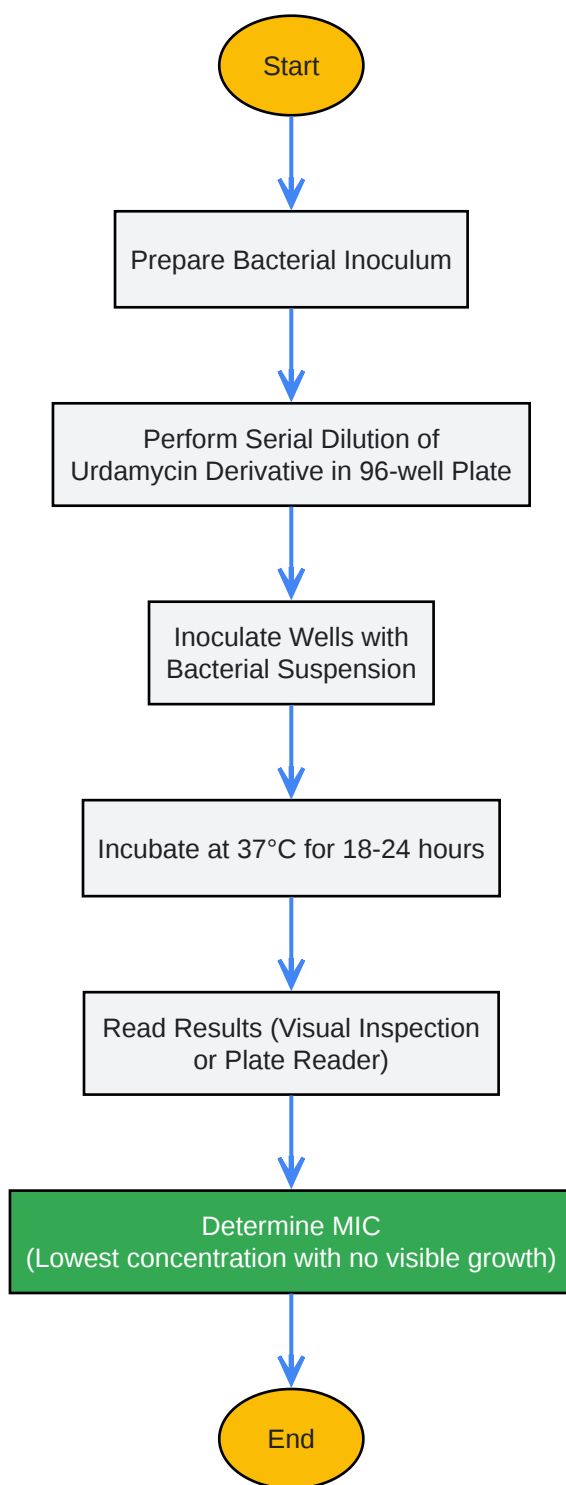 Start
Prepare Bacterial Inoculum
Perform Serial Dilution of
Urdamycin Derivative in 96-well Plate
Inoculate Wells with
Bacterial Suspension
Incubate at 37°C for 18-24 hours
Read Results (Visual Inspection
or Plate Reader)
Determine MIC
(Lowest concentration with no visible growth)
End